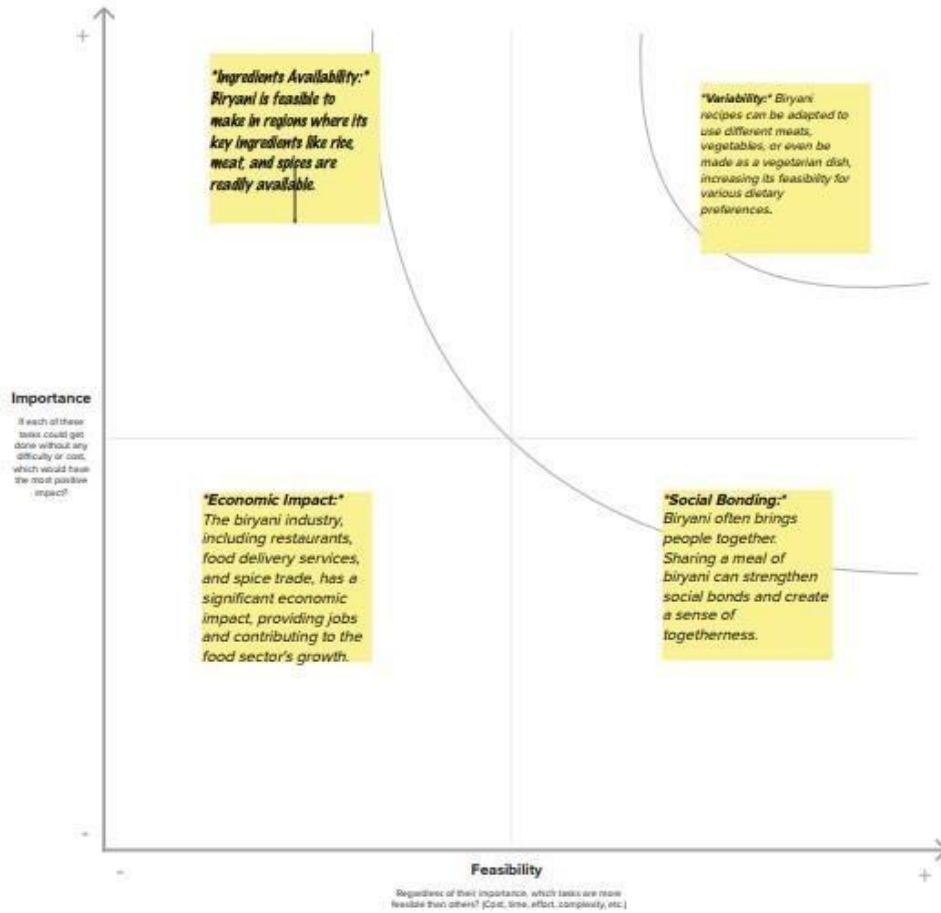 +
*Ingredients Availability:*
Biryani is feasible to
make in regions where its
key ingredients like rice,
meat, and spices are
readily available.
*Variability:* Biryani
recipes can be adapted to
use different meats,
vegetables, or even be
made as a vegetarian dish,
increasing its feasibility for
various dietary
preferences.
Importance
If each of these
tasks could get
done without any
difficulty or cost,
which would have
the most positive
impact?
*Economic Impact:*
The biryani industry,
including restaurants,
food delivery services,
and spice trade, has a
significant economic
impact, providing jobs
and contributing to the
food sector's growth.
*Social Bonding:*
Biryani often brings
people together.
Sharing a meal of
biryani can strengthen
social bonds and create
a sense of
togetherness.
-
-
Feasibility
+
Regardless of their importance, which tasks are more
feasible than others? (Cost, time, effort, complexity, etc.)